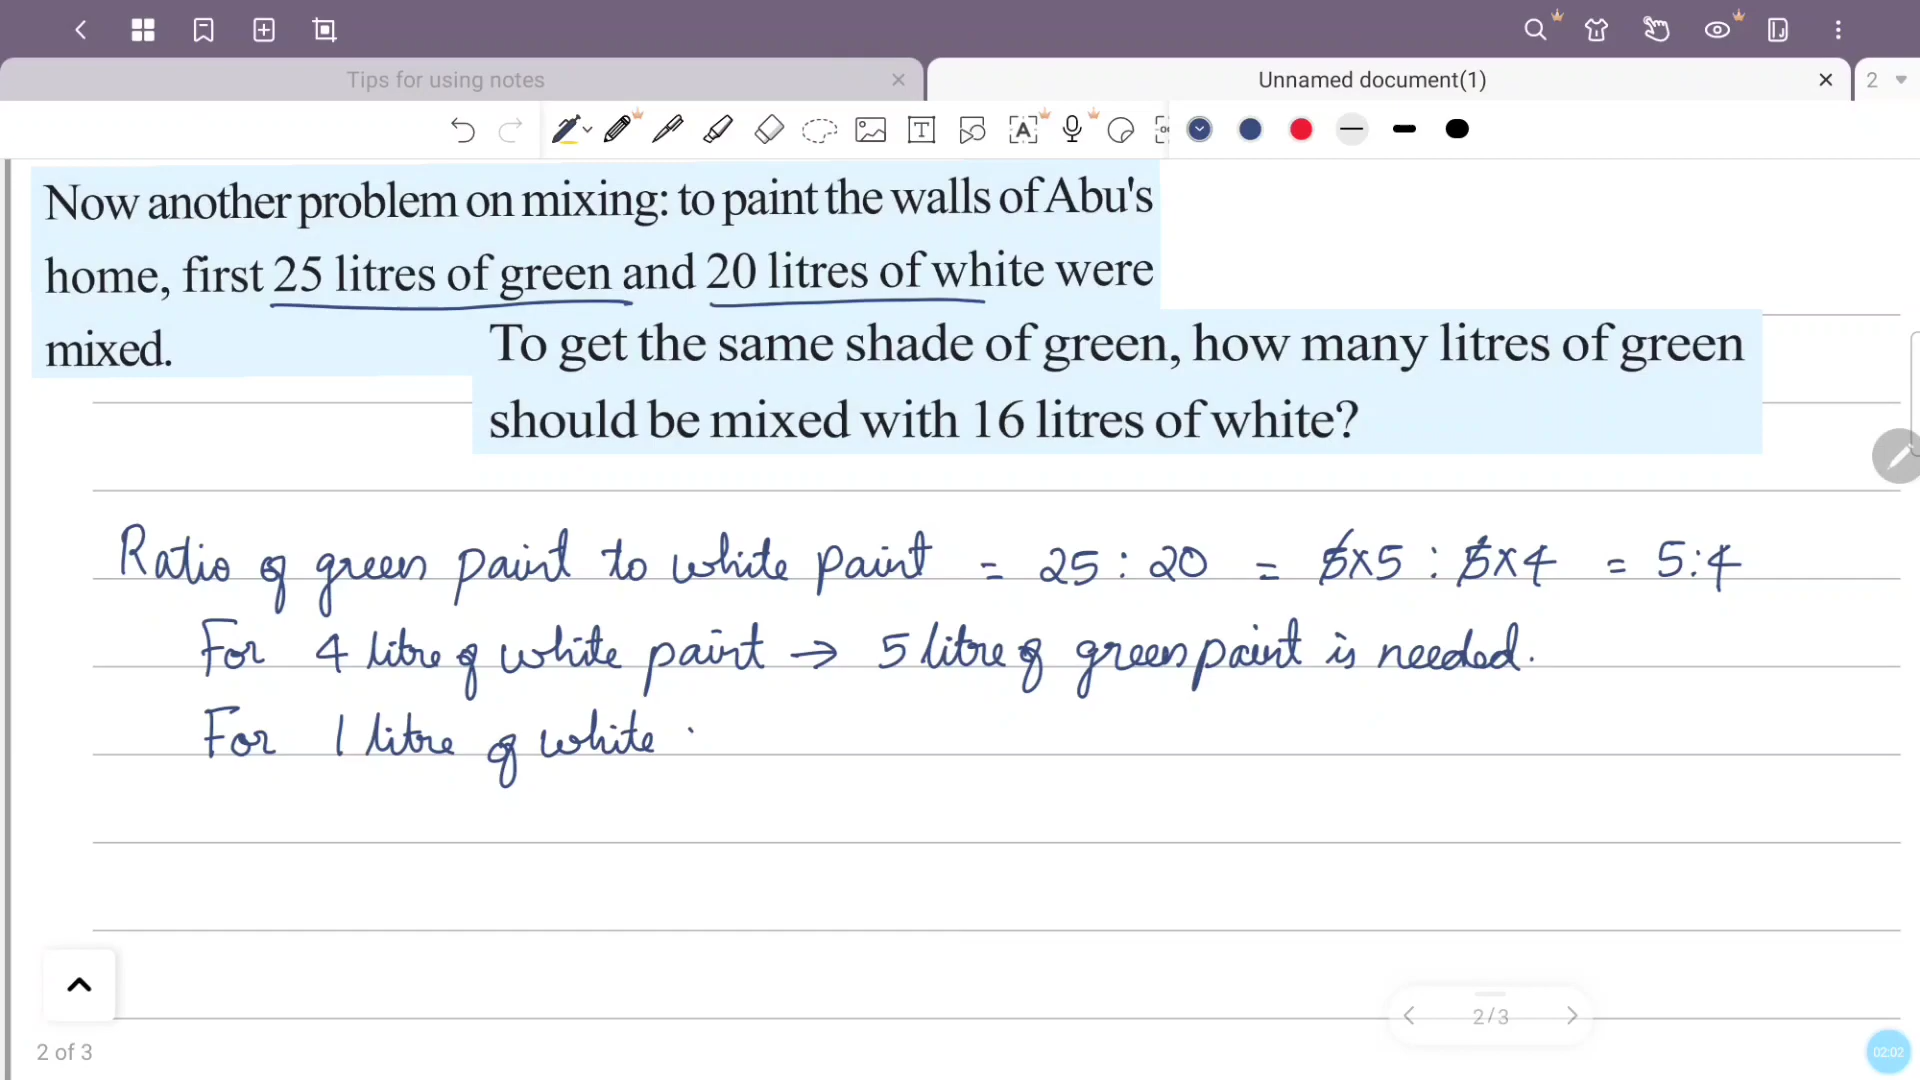 Tips for using notes
Unnamed document(1)
2
Now another problem on mixing: to paint the walls of Abu's
home, first 25 litres of green and 20 litres of white were
mixed.
To get the same shade of green, how many litres of green
should be mixed with 16 litres of white?
Ratio of green paint to white paint = 25 : 20 = 5x5 : 5x4 = 5:4
For 4 litre of white paint → 5 litre of green paint is needed.
For 1 litre of white
2/3
2 of 3
02:02